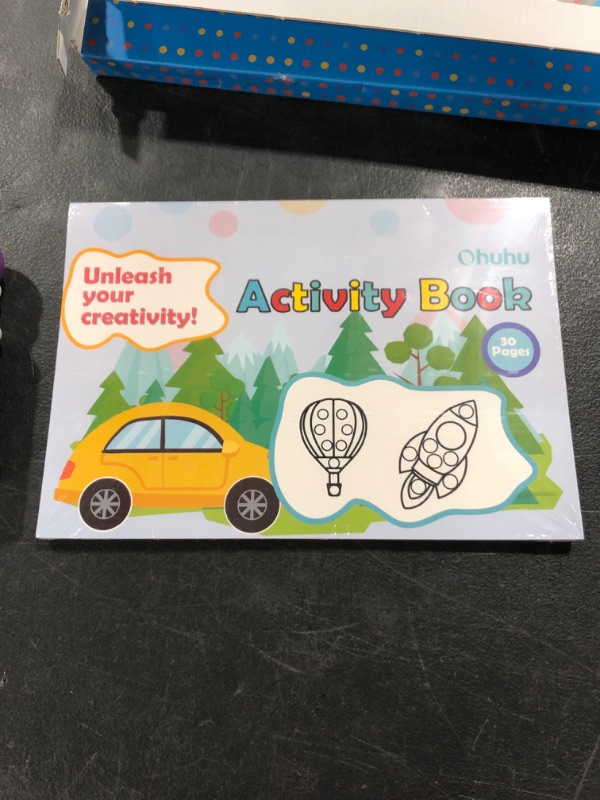 Unleash
your
creativity!
Ohuhu
Activity Book
30
Pages